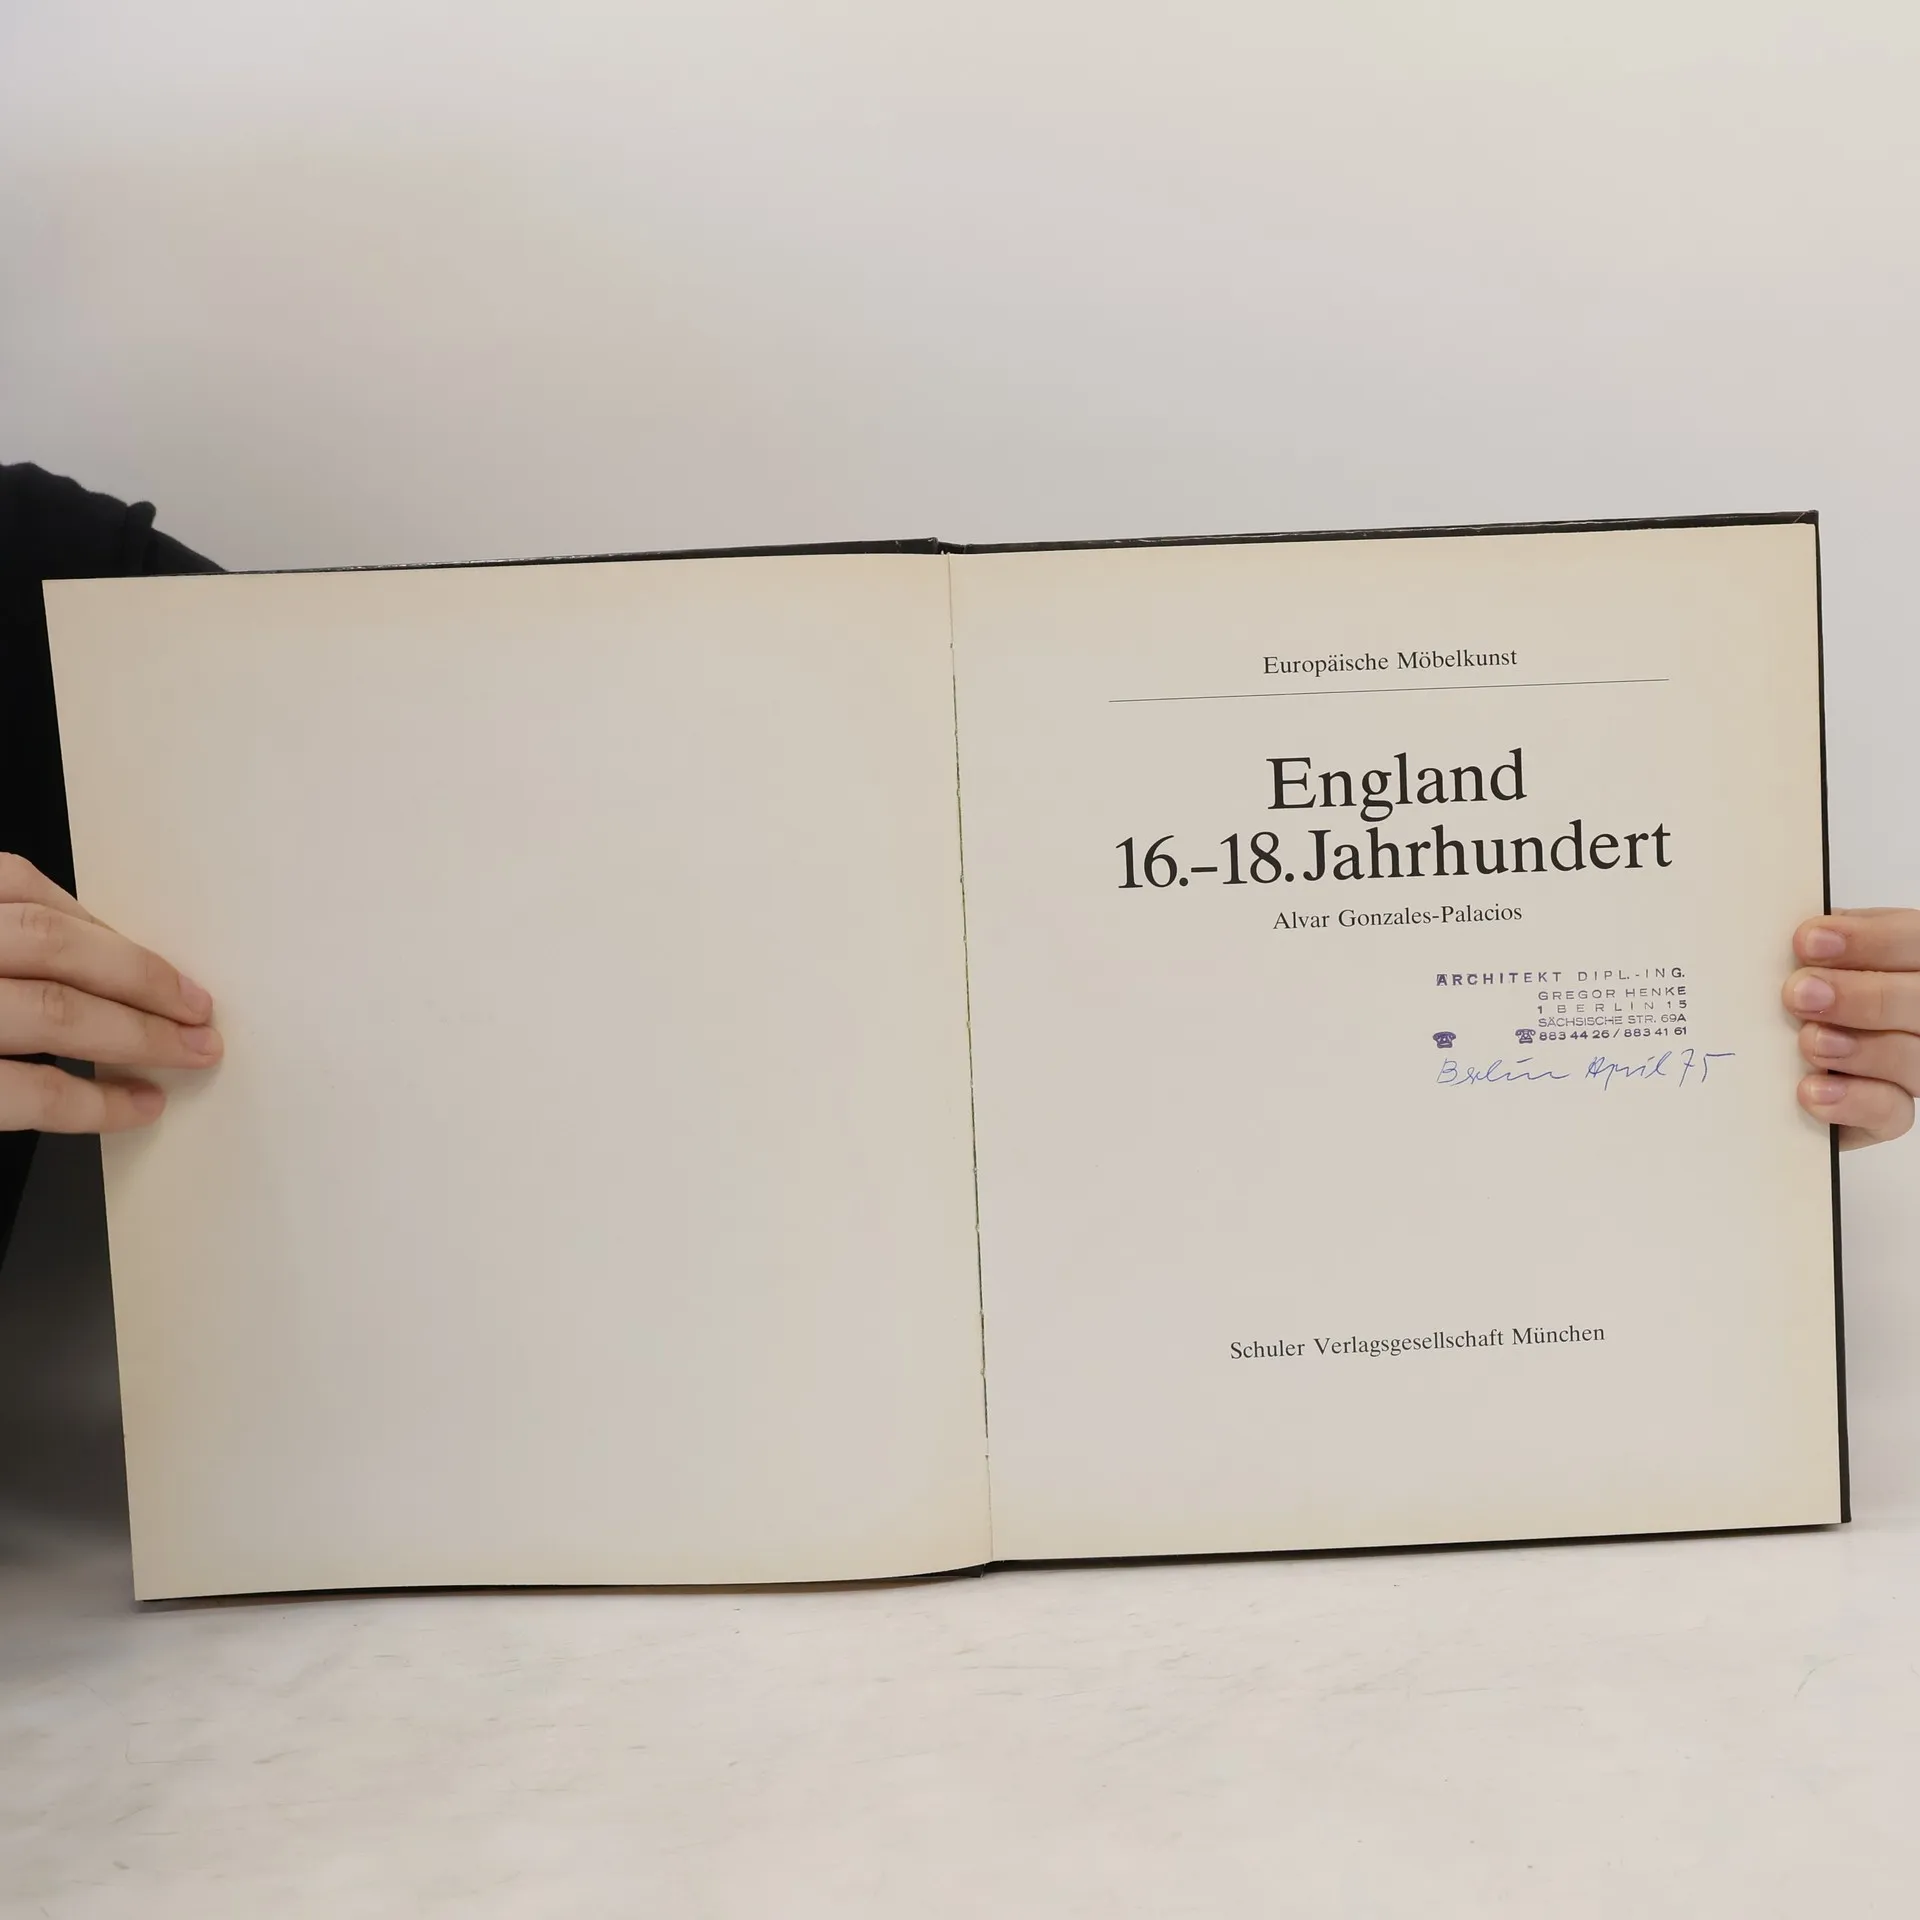 Europäische Möbelkunst
England
16.–18. Jahrhundert
Alvar Gonzales-Palacios
ARCHITEKT DIPL.-ING.
GREGOR HENKE
1 BERLIN 15
SÄCHSISCHE STR. 69A
☎ ☎ 883 44 26 / 883 41 61
Berlin April 75
Schuler Verlagsgesellschaft München